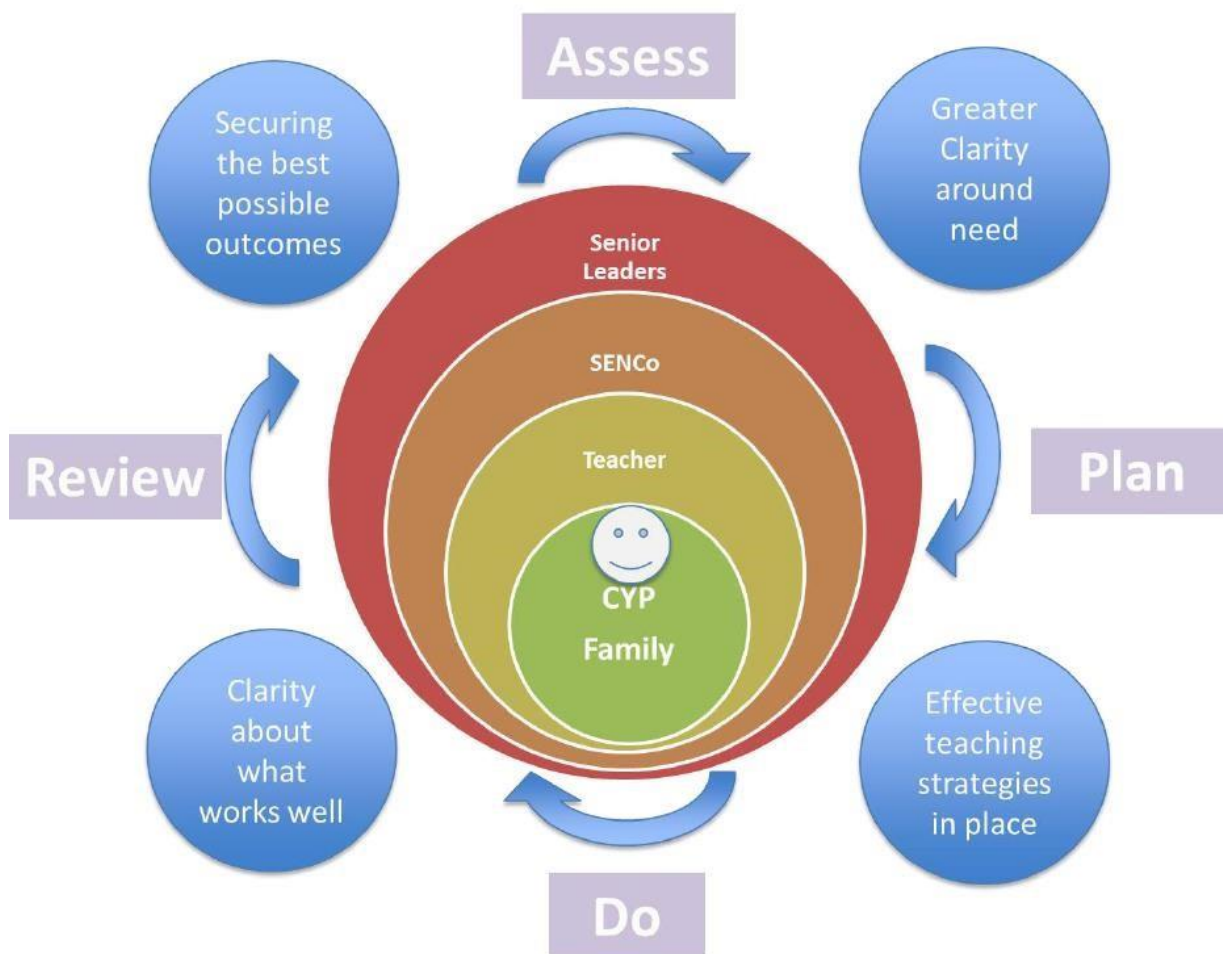 Assess
Securing
the best
possible
outcomes
Greater
Clarity
around
need
Senior
Leaders
SENCo
Teacher
Review
Plan
CYP
Family
Clarity
about
what
works well
Effective
teaching
strategies
in place
Do